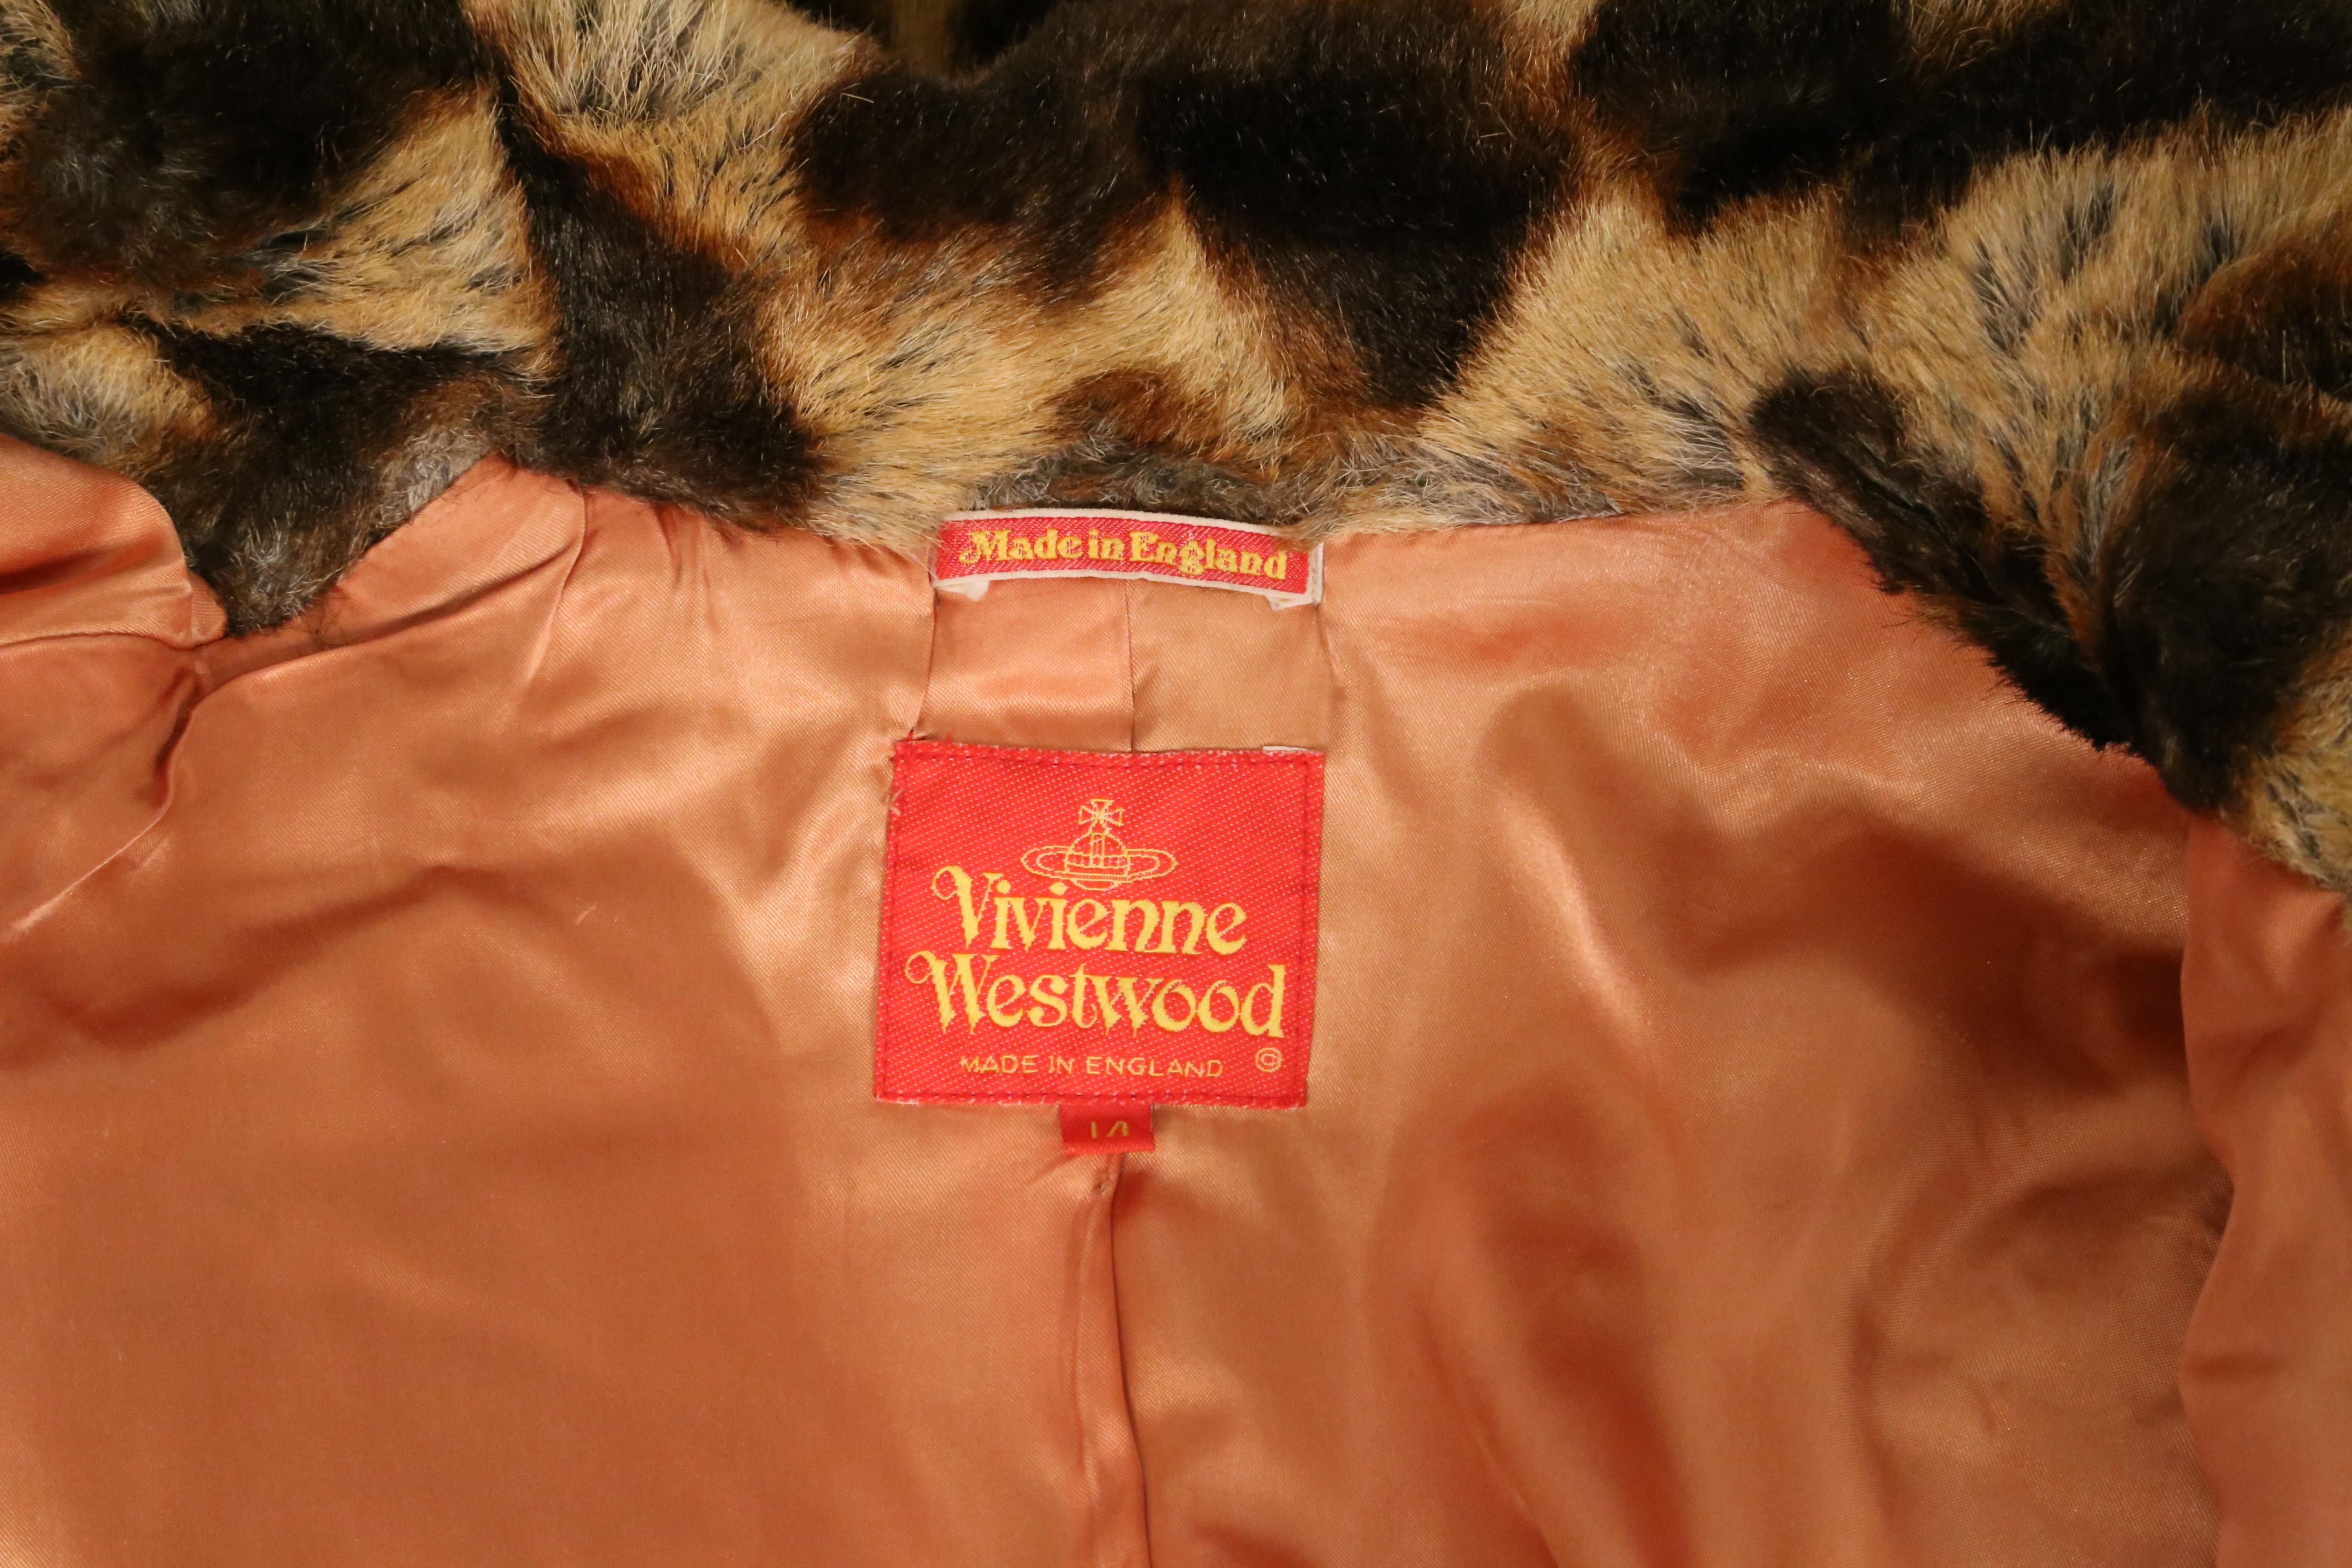 Made in England
Vivienne
Westwood
MADE IN ENGLAND ©
14